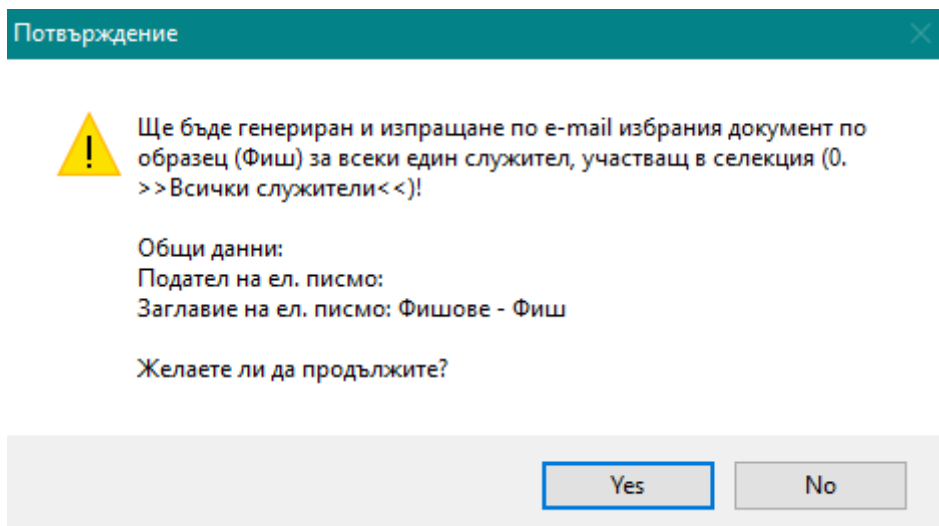 Потвърждение
Ще бъде генериран и изпращане по e-mail избрания документ по
образец (Фиш) за всеки един служител, участващ в селекция (0.
>>Всички служители<<)!
Общи данни:
Подател на ел. писмо:
Заглавие на ел. писмо: Фишове - Фиш
Желаете ли да продължите?
Yes
No